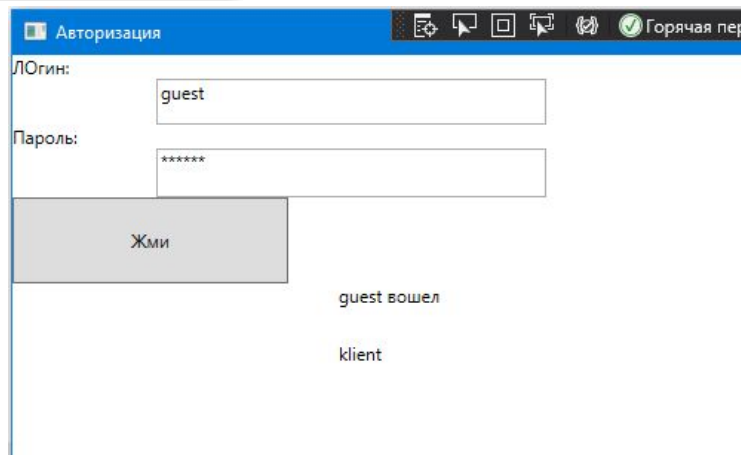 Авторизация
Горячая пер
ЛОгин:
guest
Пароль:
******
Жми
guest вошел
klient